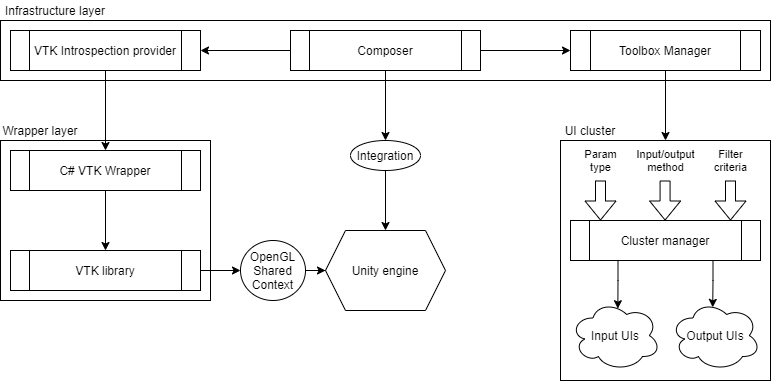 Infrastructure layer
VTK Introspection provider
Composer
Toolbox Manager
Wrapper layer
UI cluster
C# VTK Wrapper
Integration
Param
type
Input/output
method
Filter
criteria
Cluster manager
VTK library
OpenGL
Shared
Context
Unity engine
Input UIs
Output UIs